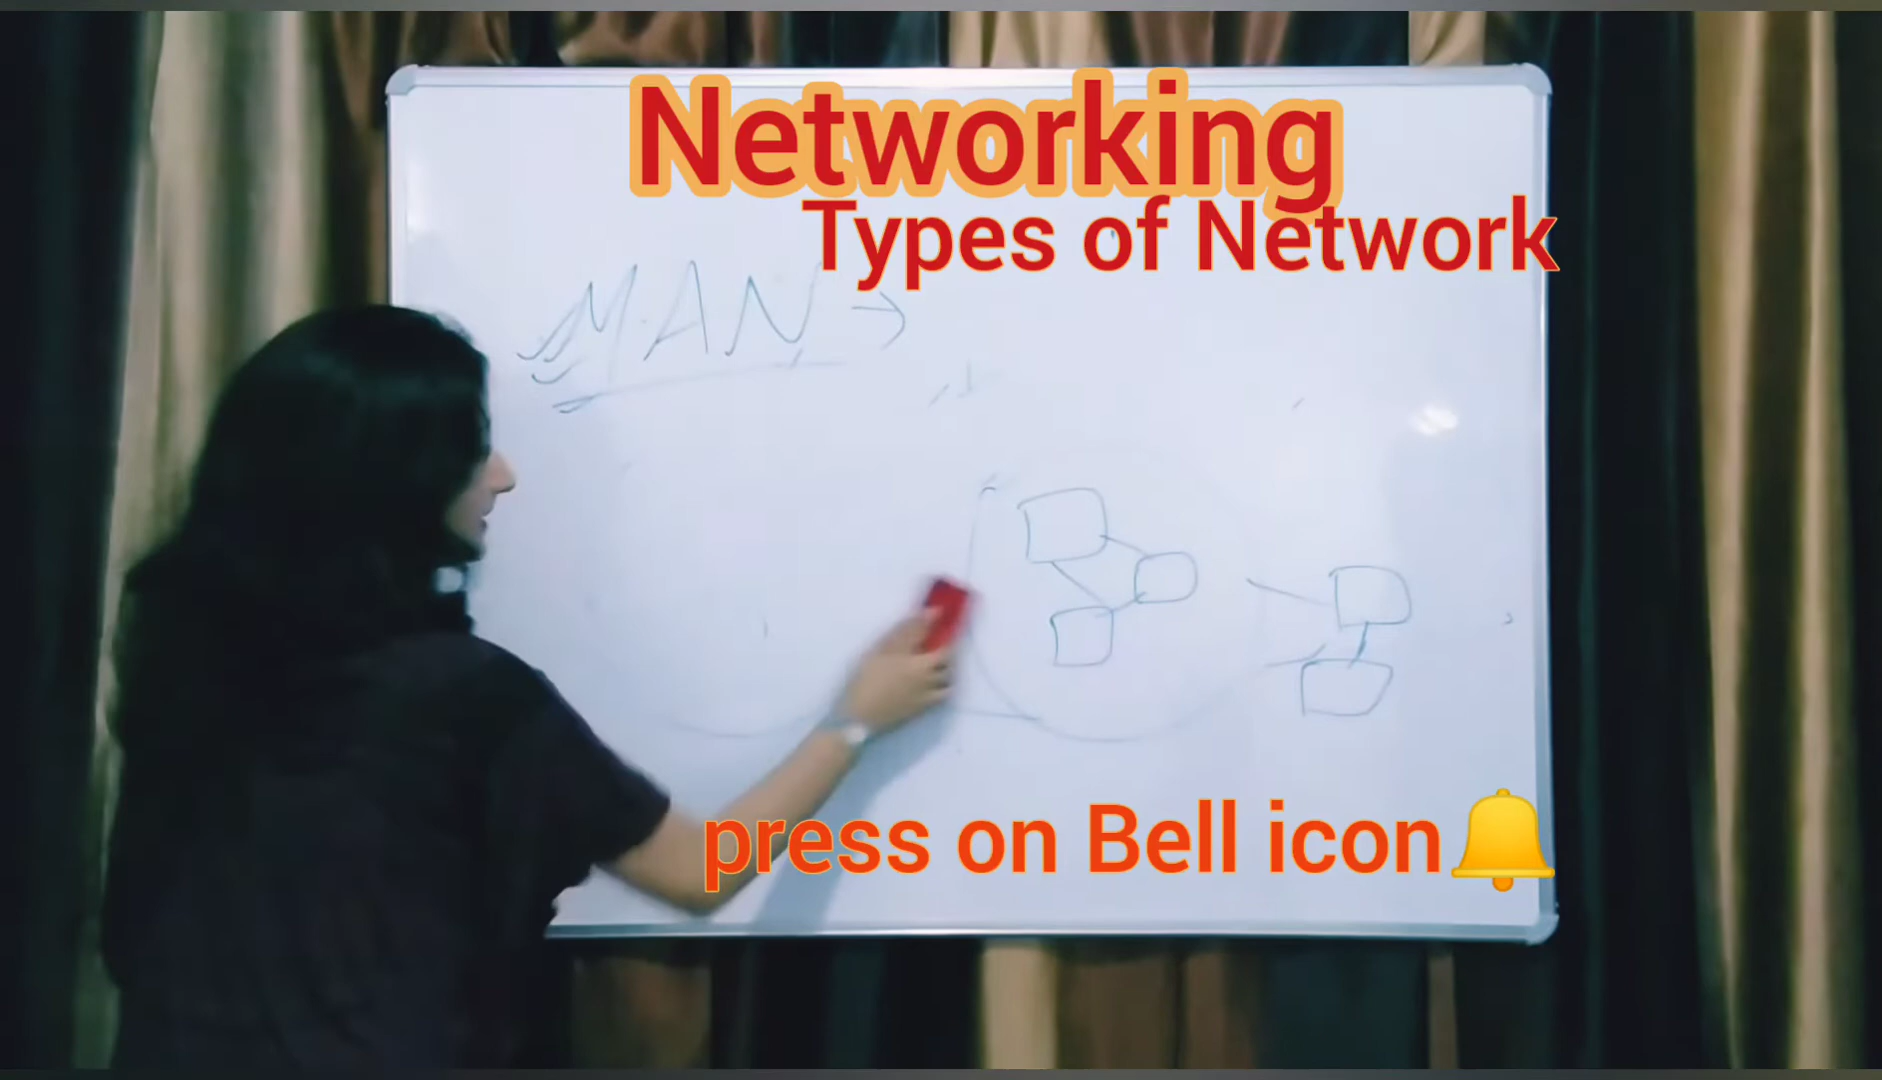 Networking
Types of Network
MAN →
press on Bell icon🔔